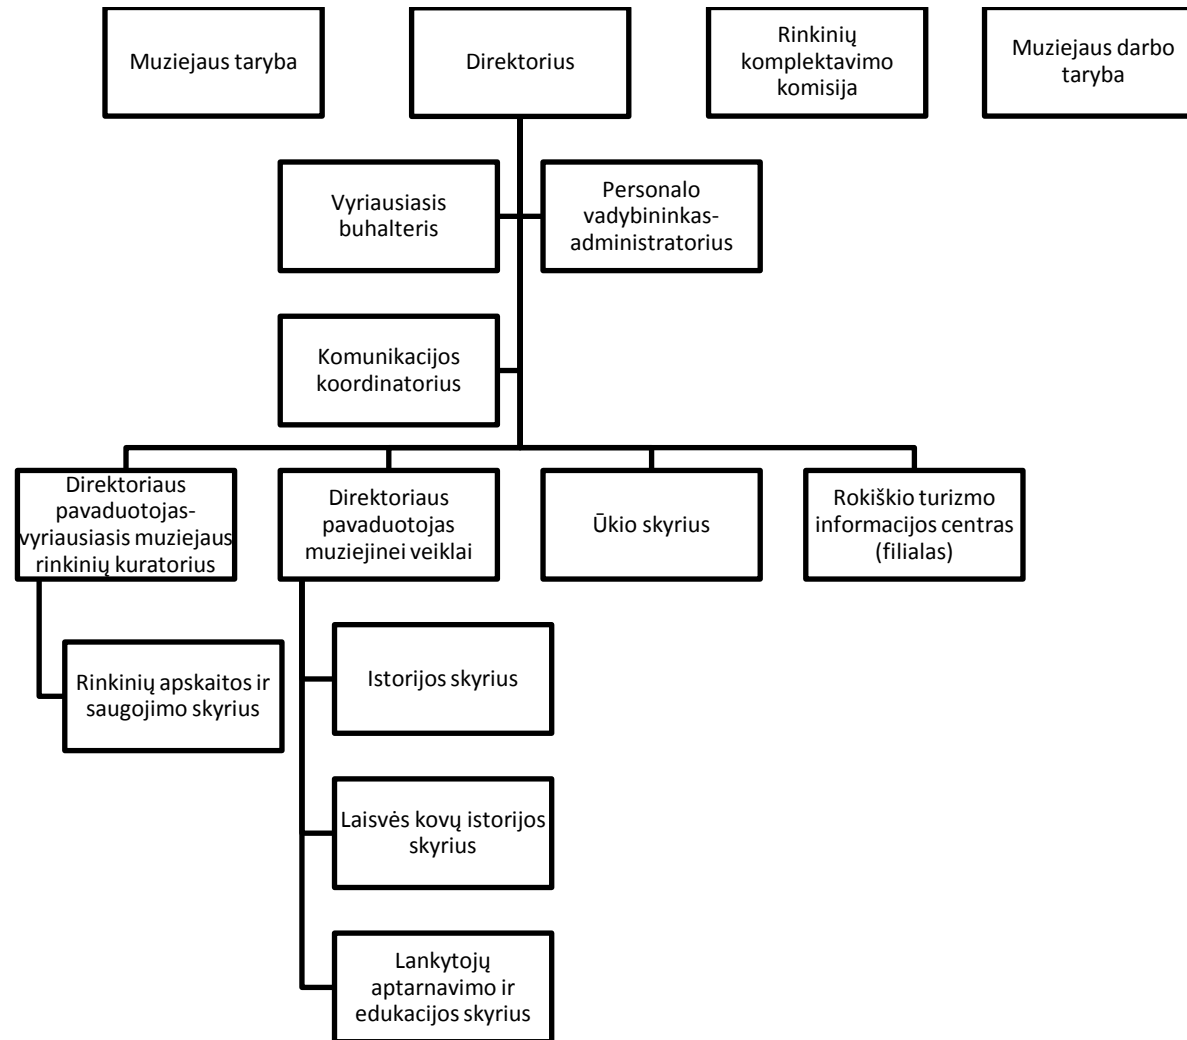 Muziejaus taryba
Direktorius
Rinkinių
komplektavimo
komisija
Muziejaus darbo
taryba
Vyriausiasis
buhalteris
Personalo
vadybininkas-
administratorius
Komunikacijos
koordinatorius
Direktoriaus
pavaduotojas-
vyriausiasis muziejaus
rinkinių kuratorius
Direktoriaus
pavaduotojas
muziejinei veiklai
Ūkio skyrius
Rokiškio turizmo
informacijos centras
(filialas)
Rinkinių apskaitos ir
saugojimo skyrius
Istorijos skyrius
Laisvės kovų istorijos
skyrius
Lankytojų
aptarnavimo ir
edukacijos skyrius